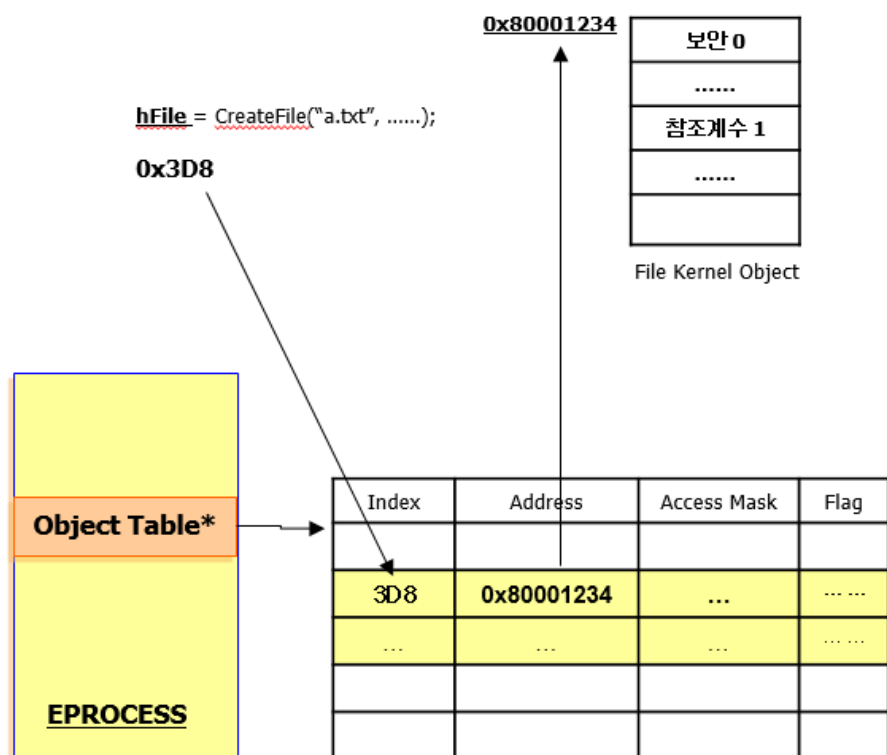 0x80001234
보안 0
......
참조계수 1
......
File Kernel Object
hFile = CreateFile("a.txt", ......);
0x3D8
Object Table*
EPROCESS
Index Address Access Mask Flag
3D8 0x80001234 ... ... ...
... ... ... ... ...